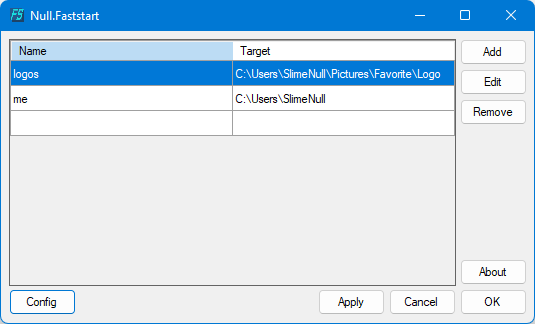 FS Null.Faststart
Name Target Add
logos C:\Users\SlimeNull\Pictures\Favorite\Logo Edit
me C:\Users\SlimeNull Remove
About
Config Apply Cancel OK